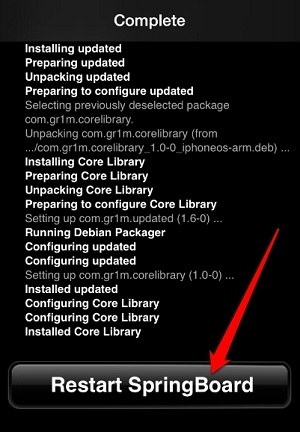 Complete
Installing updated
Preparing updated
Unpacking updated
Preparing to configure updated
Selecting previously deselected package
com.gr1m.corelibrary.
Unpacking com.gr1m.corelibrary (from
.../com.gr1m.corelibrary_1.0-0_iphoneos-arm.deb) ...
Installing Core Library
Preparing Core Library
Unpacking Core Library
Preparing to configure Core Library
Setting up com.gr1m.updated (1.6-0) ...
Running Debian Packager
Configuring updated
Configuring updated
Setting up com.gr1m.corelibrary (1.0-0) ...
Installed updated
Configuring Core Library
Configuring Core Library
Installed Core Library
Restart SpringBoard